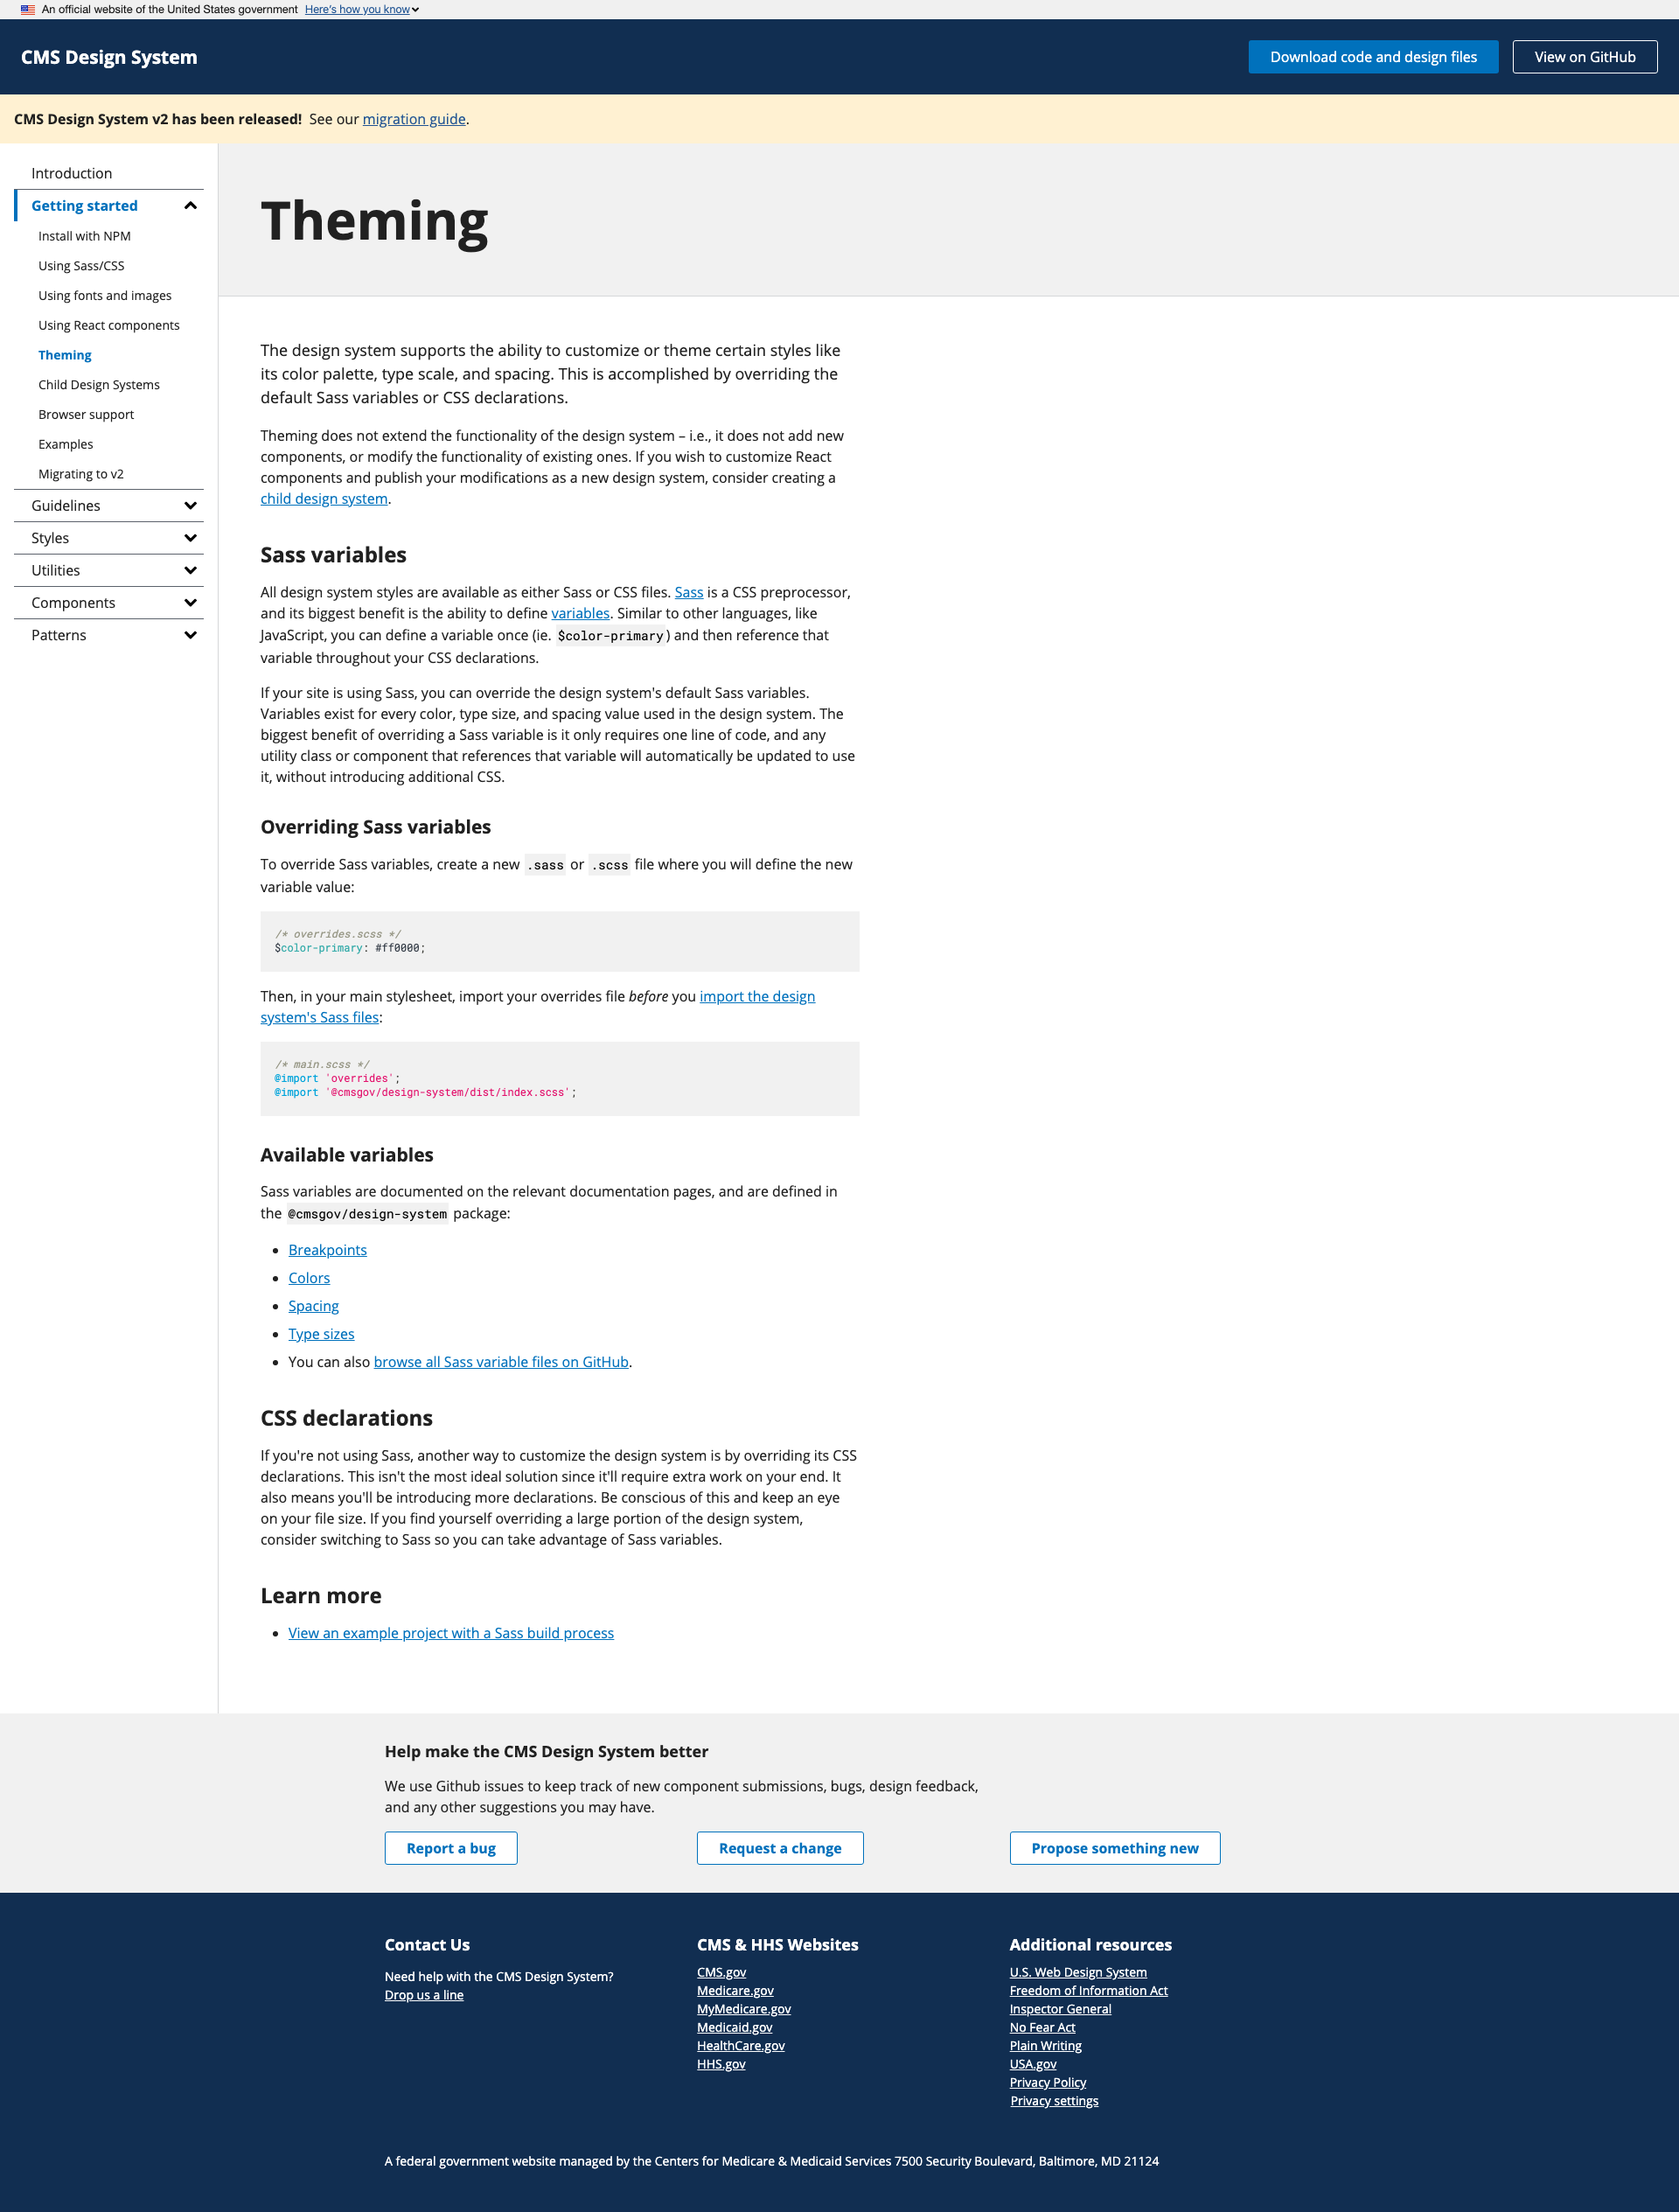 An official website of the United States government Here's how you know
CMS Design System
Download code and design files
View on GitHub
CMS Design System v2 has been released! See our migration guide.
Introduction
Getting started
Install with NPM
Using Sass/CSS
Using fonts and images
Using React components
Theming
Child Design Systems
Browser support
Examples
Migrating to v2
Guidelines
Styles
Utilities
Components
Patterns
Theming
The design system supports the ability to customize or theme certain styles like
its color palette, type scale, and spacing. This is accomplished by overriding the
default Sass variables or CSS declarations.
Theming does not extend the functionality of the design system – i.e., it does not add new
components, or modify the functionality of existing ones. If you wish to customize React
components and publish your modifications as a new design system, consider creating a
child design system.
Sass variables
All design system styles are available as either Sass or CSS files. Sass is a CSS preprocessor,
and its biggest benefit is the ability to define variables. Similar to other languages, like
JavaScript, you can define a variable once (ie. $color-primary) and then reference that
variable throughout your CSS declarations.
If your site is using Sass, you can override the design system's default Sass variables.
Variables exist for every color, type size, and spacing value used in the design system. The
biggest benefit of overriding a Sass variable is it only requires one line of code, and any
utility class or component that references that variable will automatically be updated to use
it, without introducing additional CSS.
Overriding Sass variables
To override Sass variables, create a new .sass or .scss file where you will define the new
variable value:
/* overrides.scss */
$color-primary: #ff0000;
Then, in your main stylesheet, import your overrides file before you import the design
system's Sass files:
/* main.scss */
@import 'overrides';
@import '@cmsgov/design-system/dist/index.scss';
Available variables
Sass variables are documented on the relevant documentation pages, and are defined in
the @cmsgov/design-system package:
Breakpoints
Colors
Spacing
Type sizes
You can also browse all Sass variable files on GitHub.
CSS declarations
If you're not using Sass, another way to customize the design system is by overriding its CSS
declarations. This isn't the most ideal solution since it'll require extra work on your end. It
also means you'll be introducing more declarations. Be conscious of this and keep an eye
on your file size. If you find yourself overriding a large portion of the design system,
consider switching to Sass so you can take advantage of Sass variables.
Learn more
View an example project with a Sass build process
Help make the CMS Design System better
We use Github issues to keep track of new component submissions, bugs, design feedback,
and any other suggestions you may have.
Report a bug
Request a change
Propose something new
Contact Us
Need help with the CMS Design System?
Drop us a line
CMS & HHS Websites
CMS.gov
Medicare.gov
MyMedicare.gov
Medicaid.gov
HealthCare.gov
HHS.gov
Additional resources
U.S. Web Design System
Freedom of Information Act
Inspector General
No Fear Act
Plain Writing
USA.gov
Privacy Policy
Privacy settings
A federal government website managed by the Centers for Medicare & Medicaid Services 7500 Security Boulevard, Baltimore, MD 21124